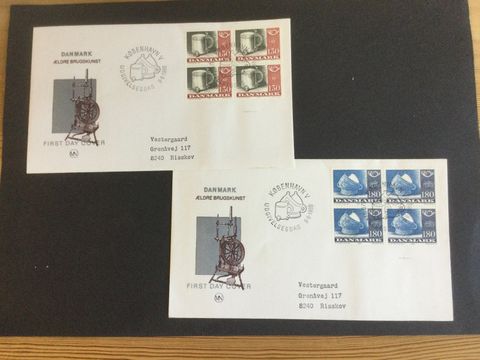 DANMARK
ÆLDRE BRUGSKUNST
FIRST DAY COVER
KØBENHAVN V
UDGIVELSESDAG
150 150
DANMARK DANMARK
150 150
DANMARK DANMARK
Vestergaard
Grenåvej 117
8240 Risskov
DANMARK
ÆLDRE BRUGSKUNST
FIRST DAY COVER
KØBENHAVN V
UDGIVELSESDAG
180 180
DANMARK DANMARK
180 180
DANMARK DANMARK
Vestergaard
Grenåvej 117
8240 Risskov